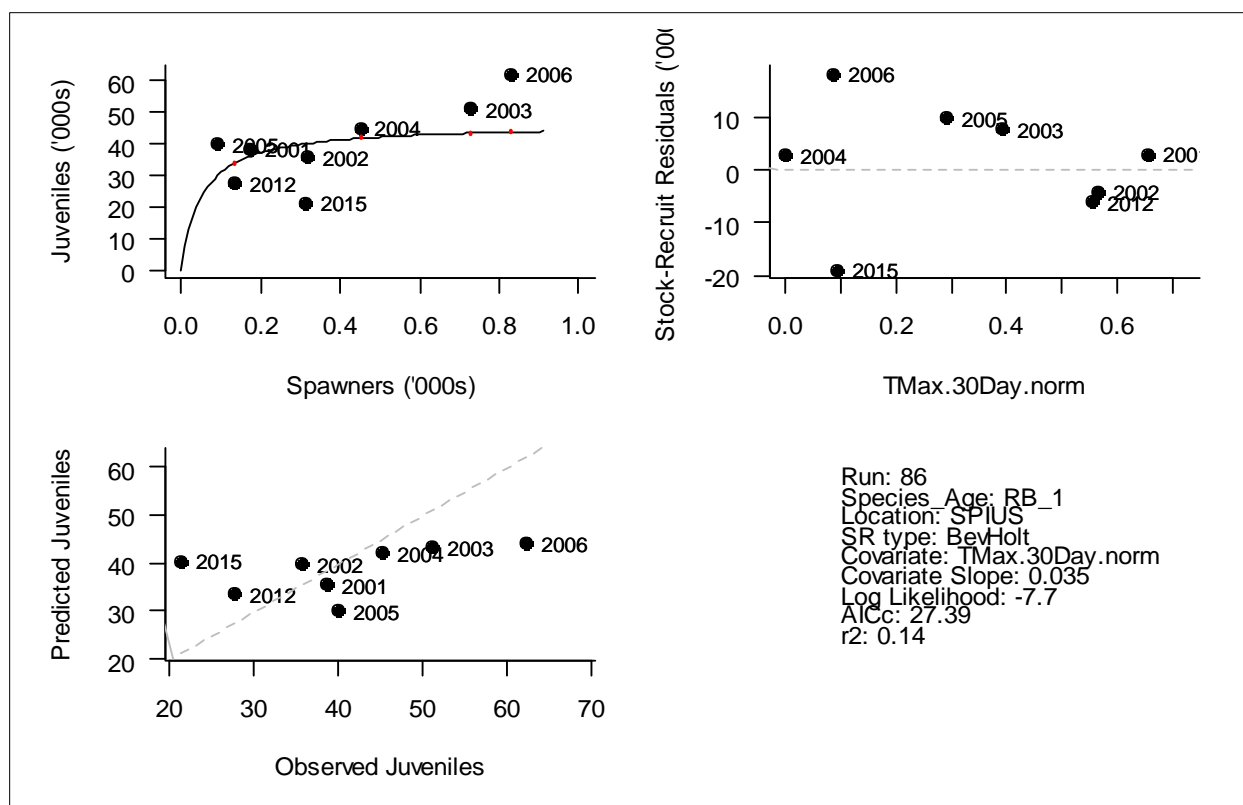 Juveniles ('000s)
60
50
40
30
20
10
0
2006
2003
2004
2005
2001
2002
2012
2015
0.0 0.2 0.4 0.6 0.8 1.0
Spawners ('000s)
Stock-Recruit Residuals ('00
10
0
-10
-20
2006
2005
2003
2004
200
2002
2012
2015
0.0 0.2 0.4 0.6
TMax.30Day.norm
Predicted Juveniles
60
50
40
30
20
2015
2002
2004
2003
2006
2012
2001
2005
20 30 40 50 60 70
Observed Juveniles
Run: 86
Species_Age: RB_1
Location: SPIUS
SR type: BevHolt
Covariate: TMax.30Day.norm
Covariate Slope: 0.035
Log Likelihood: -7.7
AICc: 27.39
r2: 0.14